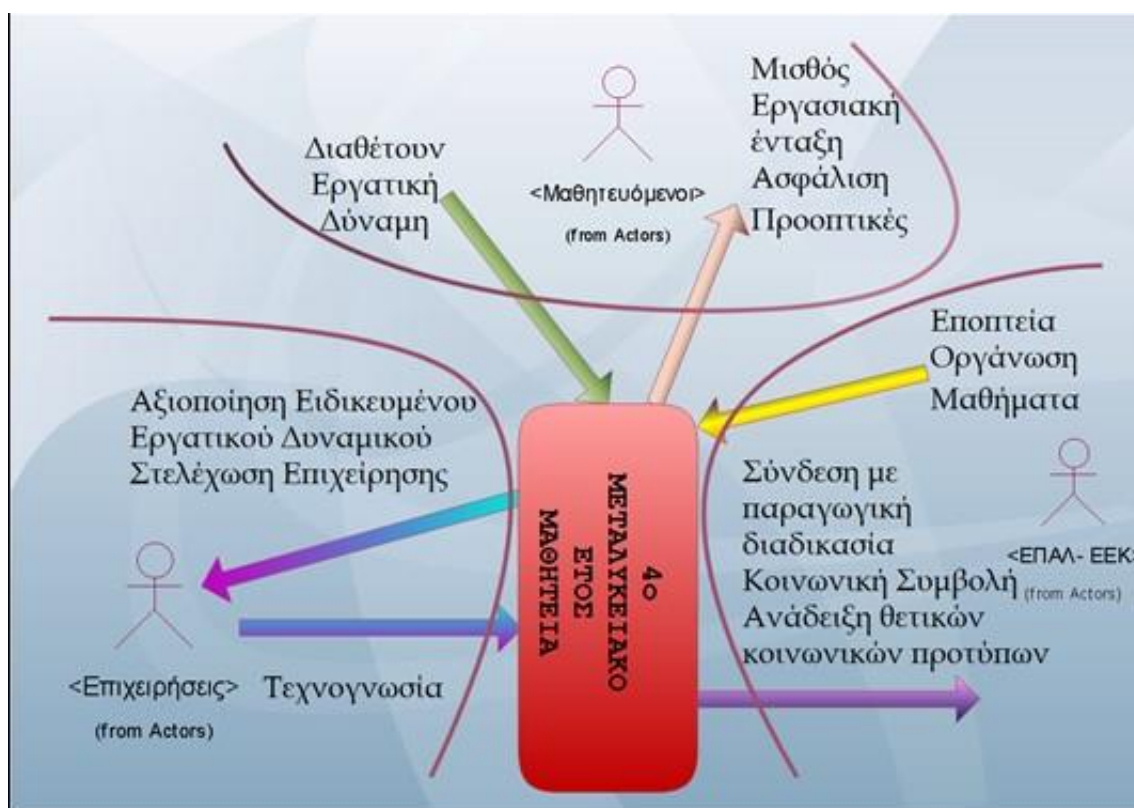 Διαθέτουν
Εργατική
Δύναμη
<Μαθητευόμενοι>
(from Actors)
Μισθός
Εργασιακή
ένταξη
Ασφάλιση
Προοπτικές
Αξιοποίηση Ειδικευμένου
Εργατικού Δυναμικού
Στελέχωση Επιχείρησης
<Επιχειρήσεις>
(from Actors)
Τεχνογνωσία
4ο
ΜΕΤΑΛΥΚΕΙΑΚΟ
ΕΤΟΣ
ΜΑΘΗΤΕΙΑ
Εποπτεία
Οργάνωση
Μαθήματα
<ΕΠΑΛ- ΕΕΚ>
(from Actors)
Σύνδεση με
παραγωγική
διαδικασία
Κοινωνική Συμβολή
Ανάδειξη θετικών
κοινωνικών προτύπων